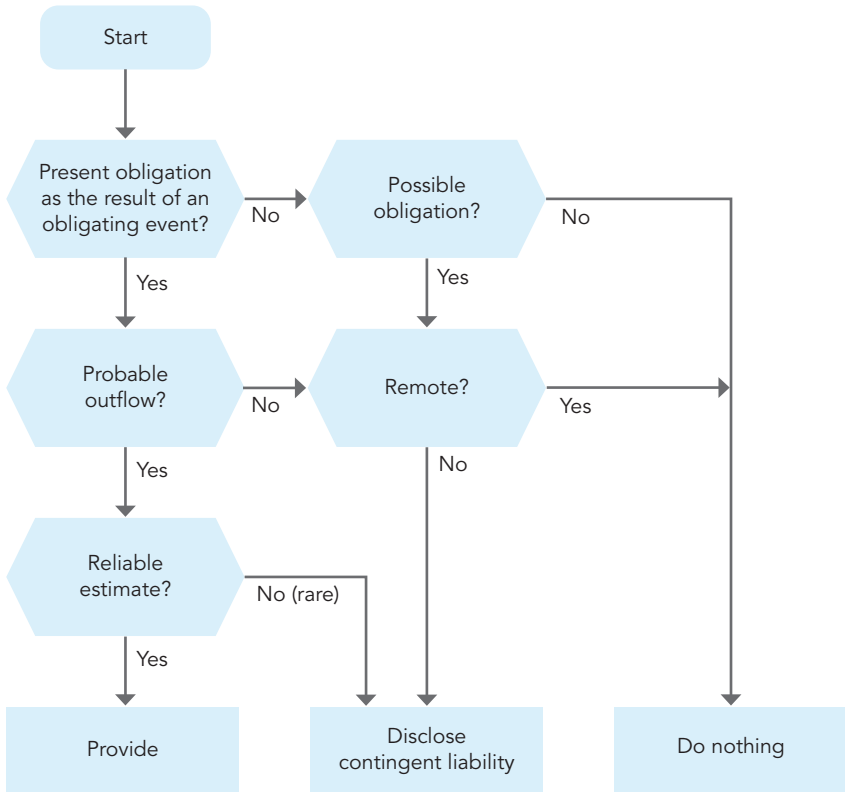 Start
Present obligation
as the result of an
obligating event?
No
Possible
obligation?
No
Yes
Yes
Probable
outflow?
No
Remote?
Yes
Yes
No
Reliable
estimate?
No (rare)
Yes
Provide
Disclose
contingent liability
Do nothing